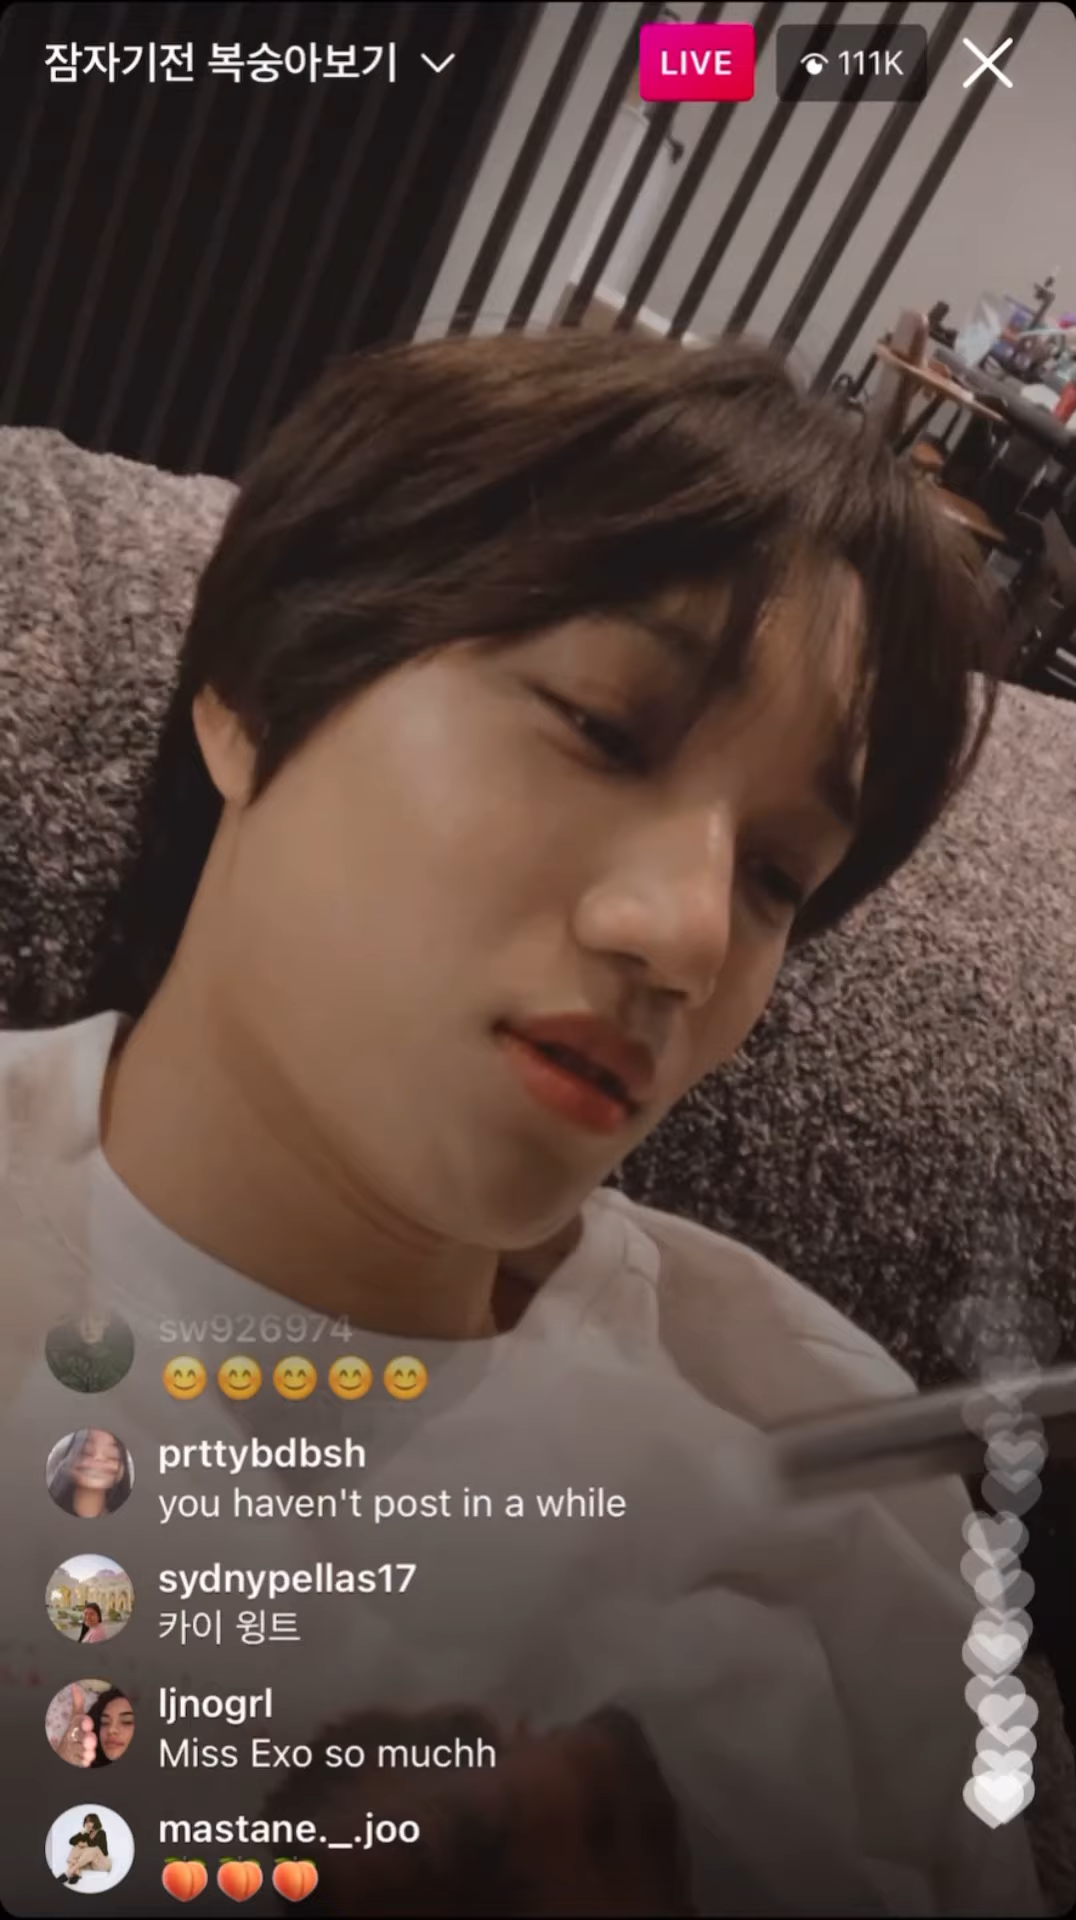 잠자기전 복숭아보기
LIVE
111K
sw926974
😊😊😊😊😊
prttybdbsh
you haven't post in a while
sydnypellas17
카이 윙트
ljnogrl
Miss Exo so muchh
mastane._.joo
🍑🍑🍑